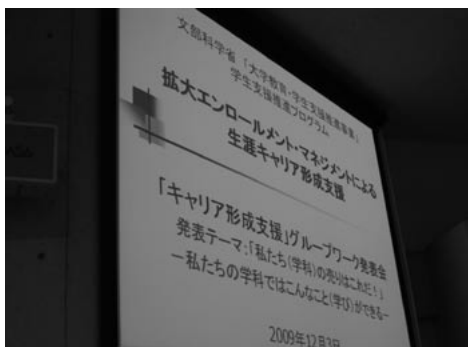 文部科学省「大学教育・学生支援推進事業」
学生支援推進プログラム
拡大エンロールメント・マネジメントによる
生涯キャリア形成支援
「キャリア形成支援」グループワーク発表会
発表テーマ:「私たち(学科)の売りはこれだ!」
－私たちの学科ではこんなこと(学び)ができる－
2009年12月3日